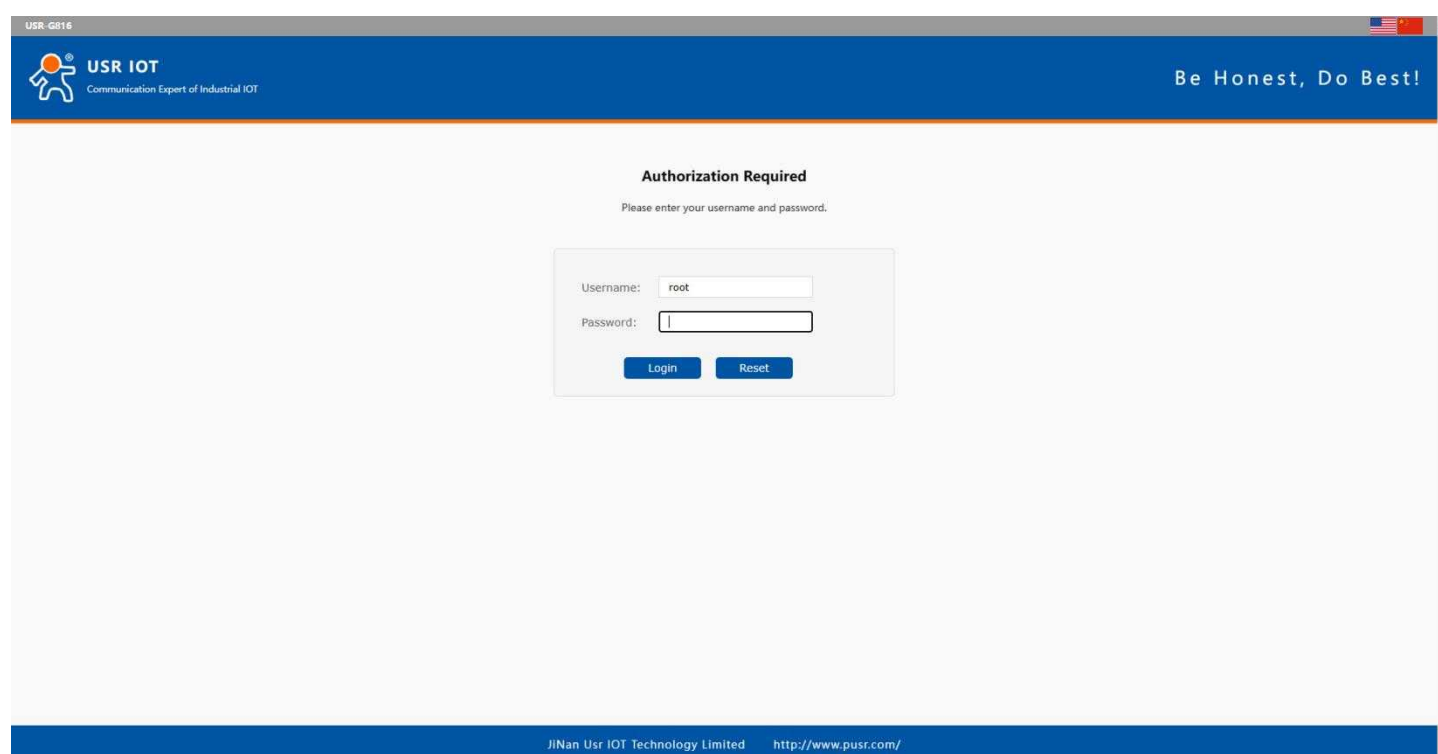 USR-G816
USR IOT
Communication Expert of Industrial IOT
Be Honest, Do Best!
Authorization Required
Please enter your username and password.
Username: root
Password:
Login Reset
JiNan Usr IOT Technology Limited http://www.pusr.com/